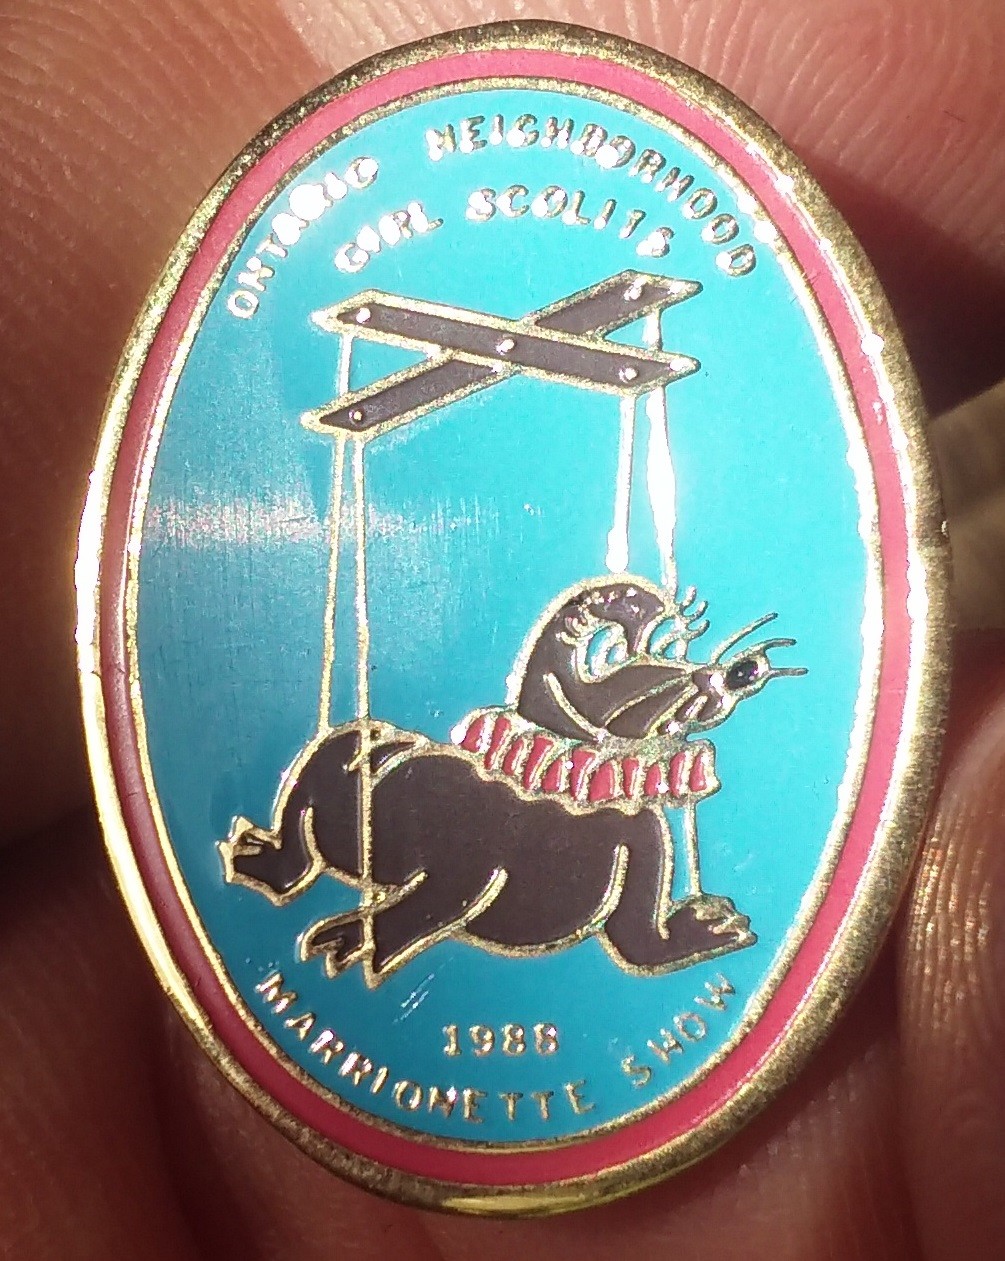 ONTARIO NEIGHBORHOOD
GIRL SCOUTS
1988
MARRIONETTE SHOW